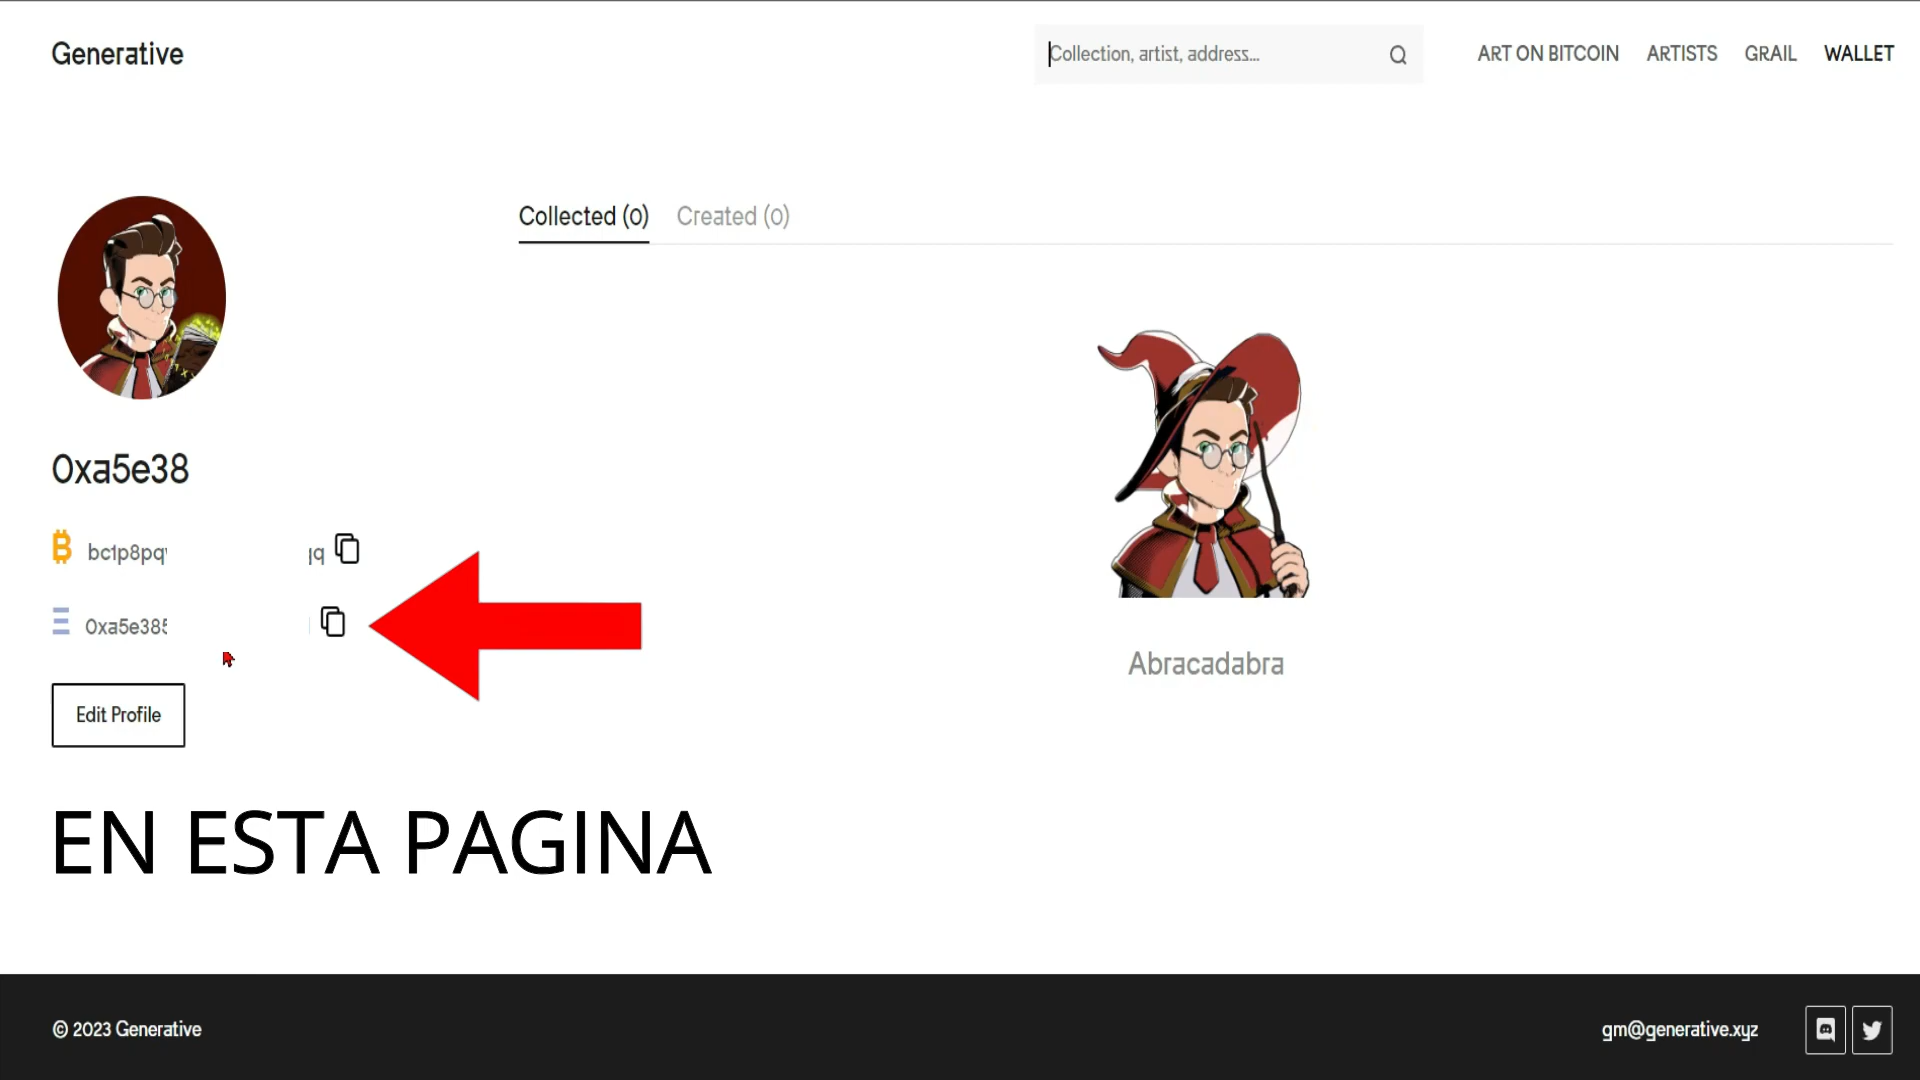 Generative
Collection, artist, address...
ART ON BITCOIN
ARTISTS
GRAIL
WALLET
Collected (0)
Created (0)
0xa5e38
bc1p8pq
q
0xa5e385
Edit Profile
Abracadabra
EN ESTA PAGINA
© 2023 Generative
gm@generative.xyz